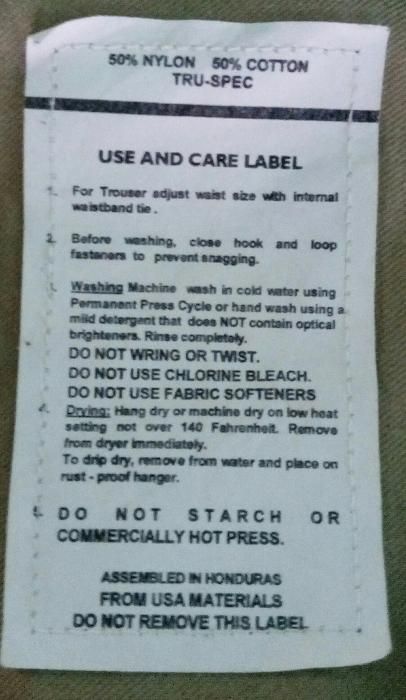 50% NYLON 50% COTTON
TRU-SPEC
USE AND CARE LABEL
1. For Trouser adjust waist size with internal
waistband tie.
2. Before washing, close hook and loop
fasteners to prevent snagging.
Washing Machine wash in cold water using
Permanent Press Cycle or hand wash using a
mild detergent that does NOT contain optical
brighteners. Rinse completely.
DO NOT WRING OR TWIST.
DO NOT USE CHLORINE BLEACH.
DO NOT USE FABRIC SOFTENERS
4. Drying: Hang dry or machine dry on low heat
setting not over 140 Fahrenheit. Remove
from dryer immediately.
To drip dry, remove from water and place on
rust - proof hanger.
DO NOT STARCH OR
COMMERCIALLY HOT PRESS.
ASSEMBLED IN HONDURAS
FROM USA MATERIALS
DO NOT REMOVE THIS LABEL